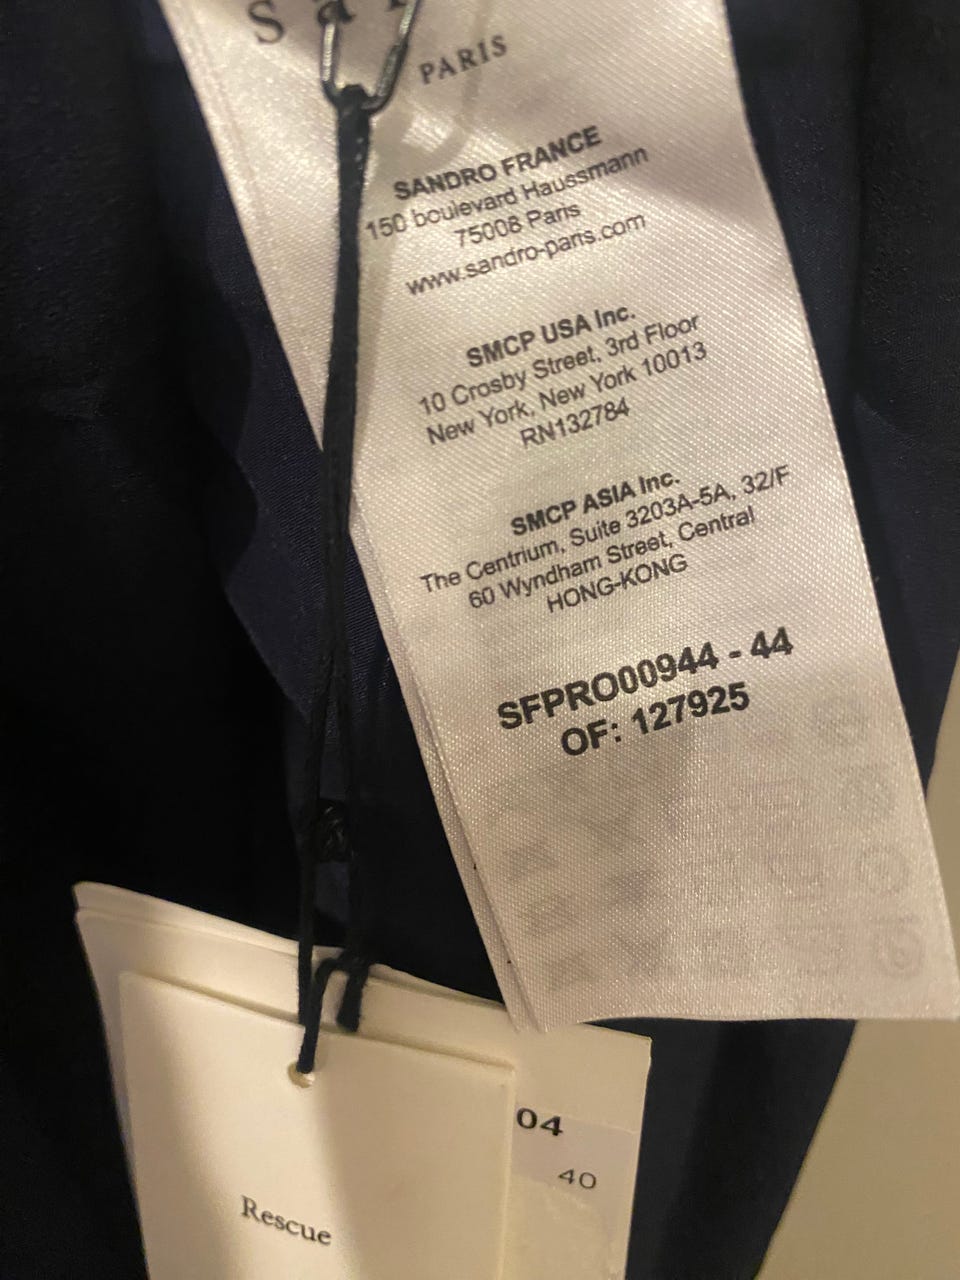 PARIS
SANDRO FRANCE
150 boulevard Haussmann
75008 Paris
www.sandro-paris.com
SMCP USA Inc.
10 Crosby Street, 3rd Floor
New York, New York 10013
RN132784
SMCP ASIA Inc.
The Centrium, Suite 3203A-5A, 32/F
60 Wyndham Street, Central
HONG-KONG
SFPRO00944 - 44
OF: 127925
04
40
Rescue